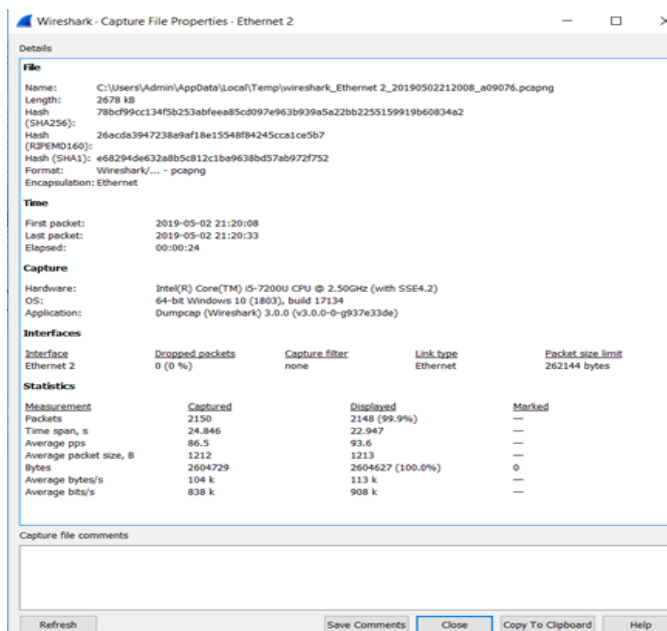 Wireshark · Capture File Properties · Ethernet 2
Details
File
Name: C:\Users\Admin\AppData\Local\Temp\wireshark_Ethernet 2_20190502212008_a09076.pcapng
Length: 2678 kB
Hash (SHA256): 78bcf99cc134f5b253abfeea85cd097e963b939a5a22bb2255159919b60834a2
Hash (RIPEMD160): 26acda3947238a9af18e15548f84245cca1ce5b7
Hash (SHA1): e68294de632a8b5c812c1ba9638bd57ab972f752
Format: Wireshark/... - pcapng
Encapsulation: Ethernet
Time
First packet: 2019-05-02 21:20:08
Last packet: 2019-05-02 21:20:33
Elapsed: 00:00:24
Capture
Hardware: Intel(R) Core(TM) i5-7200U CPU @ 2.50GHz (with SSE4.2)
OS: 64-bit Windows 10 (1803), build 17134
Application: Dumpcap (Wireshark) 3.0.0 (v3.0.0-0-g937e33de)
Interfaces
Interface Dropped packets Capture filter Link type Packet size limit
Ethernet 2 0 (0 %) none Ethernet 262144 bytes
Statistics
Measurement Captured Displayed Marked
Packets 2150 2148 (99.9%) —
Time span, s 24.846 22.947 —
Average pps 86.5 93.6 —
Average packet size, B 1212 1213 —
Bytes 2604729 2604627 (100.0%) 0
Average bytes/s 104 k 113 k —
Average bits/s 838 k 908 k —
Capture file comments
Refresh Save Comments Close Copy To Clipboard Help